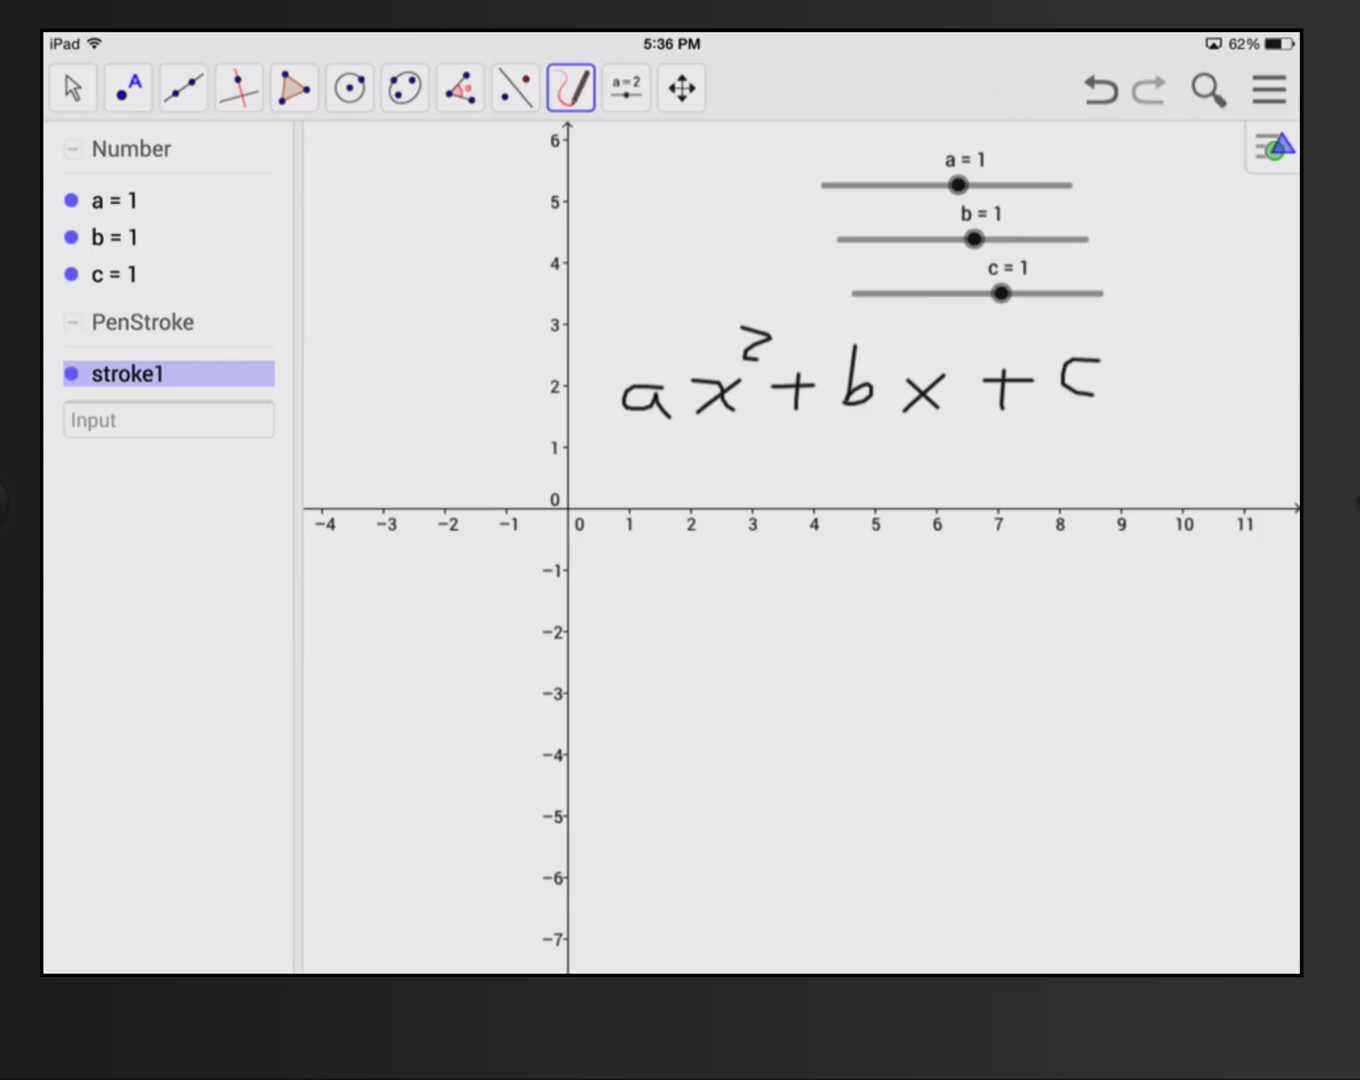 iPad 5:36 PM 62%
A α a=2
Number
a = 1
b = 1
c = 1
PenStroke
stroke1
Input
a = 1
b = 1
c = 1
ax²+bx+c
6
5
4
3
2
1
0
−4 −3 −2 −1 0 1 2 3 4 5 6 7 8 9 10 11
−1
−2
−3
−4
−5
−6
−7